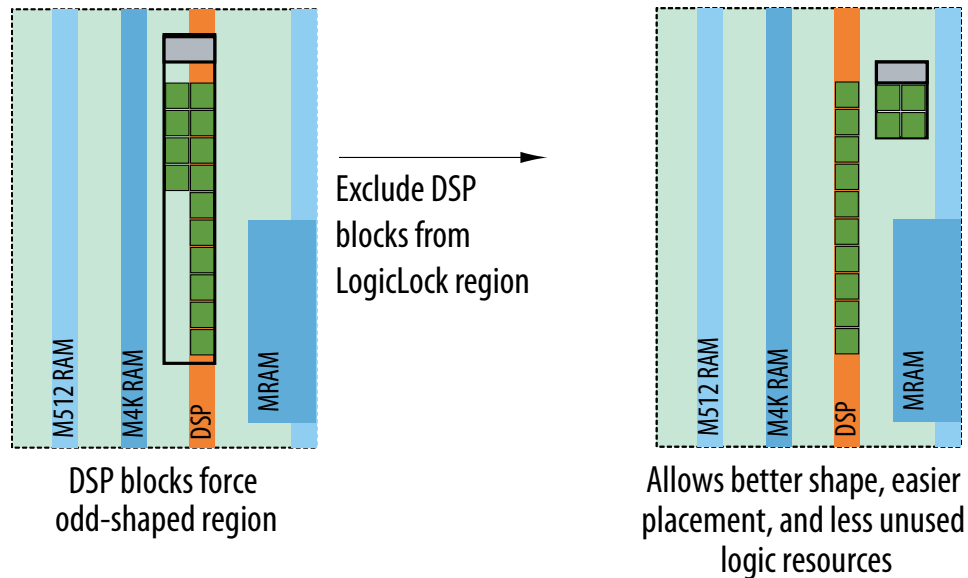 M512 RAM
M4K RAM
DSP
MRAM
DSP blocks force
odd-shaped region
Exclude DSP
blocks from
LogicLock region
M512 RAM
M4K RAM
DSP
MRAM
Allows better shape, easier
placement, and less unused
logic resources